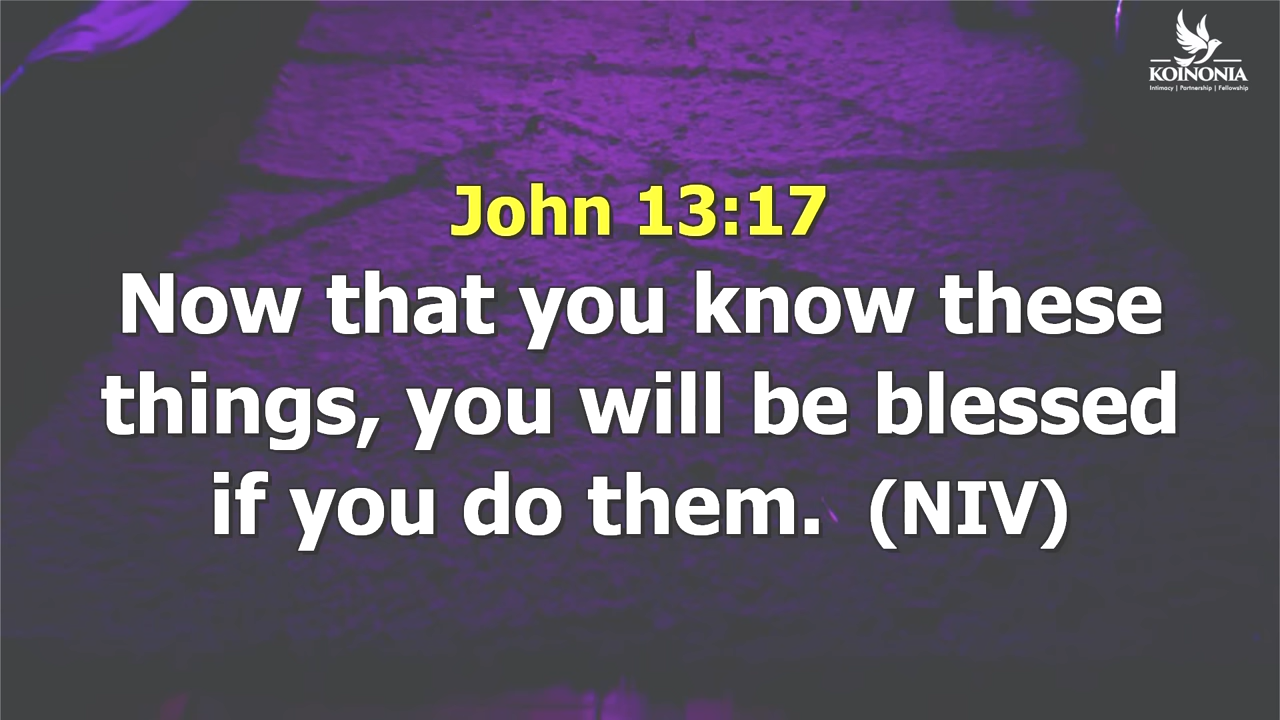 KOINONIA
Intimacy | Partnership | Fellowship
John 13:17
Now that you know these
things, you will be blessed
if you do them. (NIV)